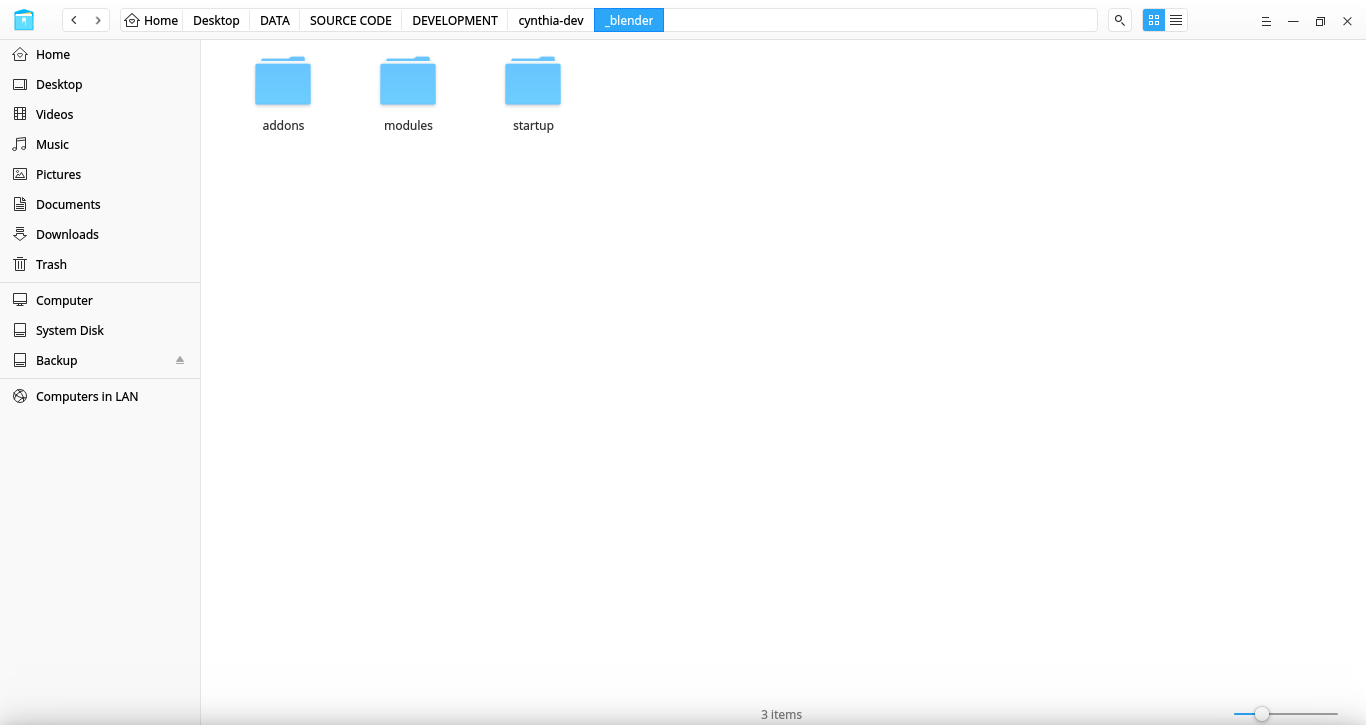 Home Desktop DATA SOURCE CODE DEVELOPMENT cynthia-dev _blender
Home
Desktop
Videos
Music
Pictures
Documents
Downloads
Trash
Computer
System Disk
Backup
Computers in LAN
addons modules startup
3 items